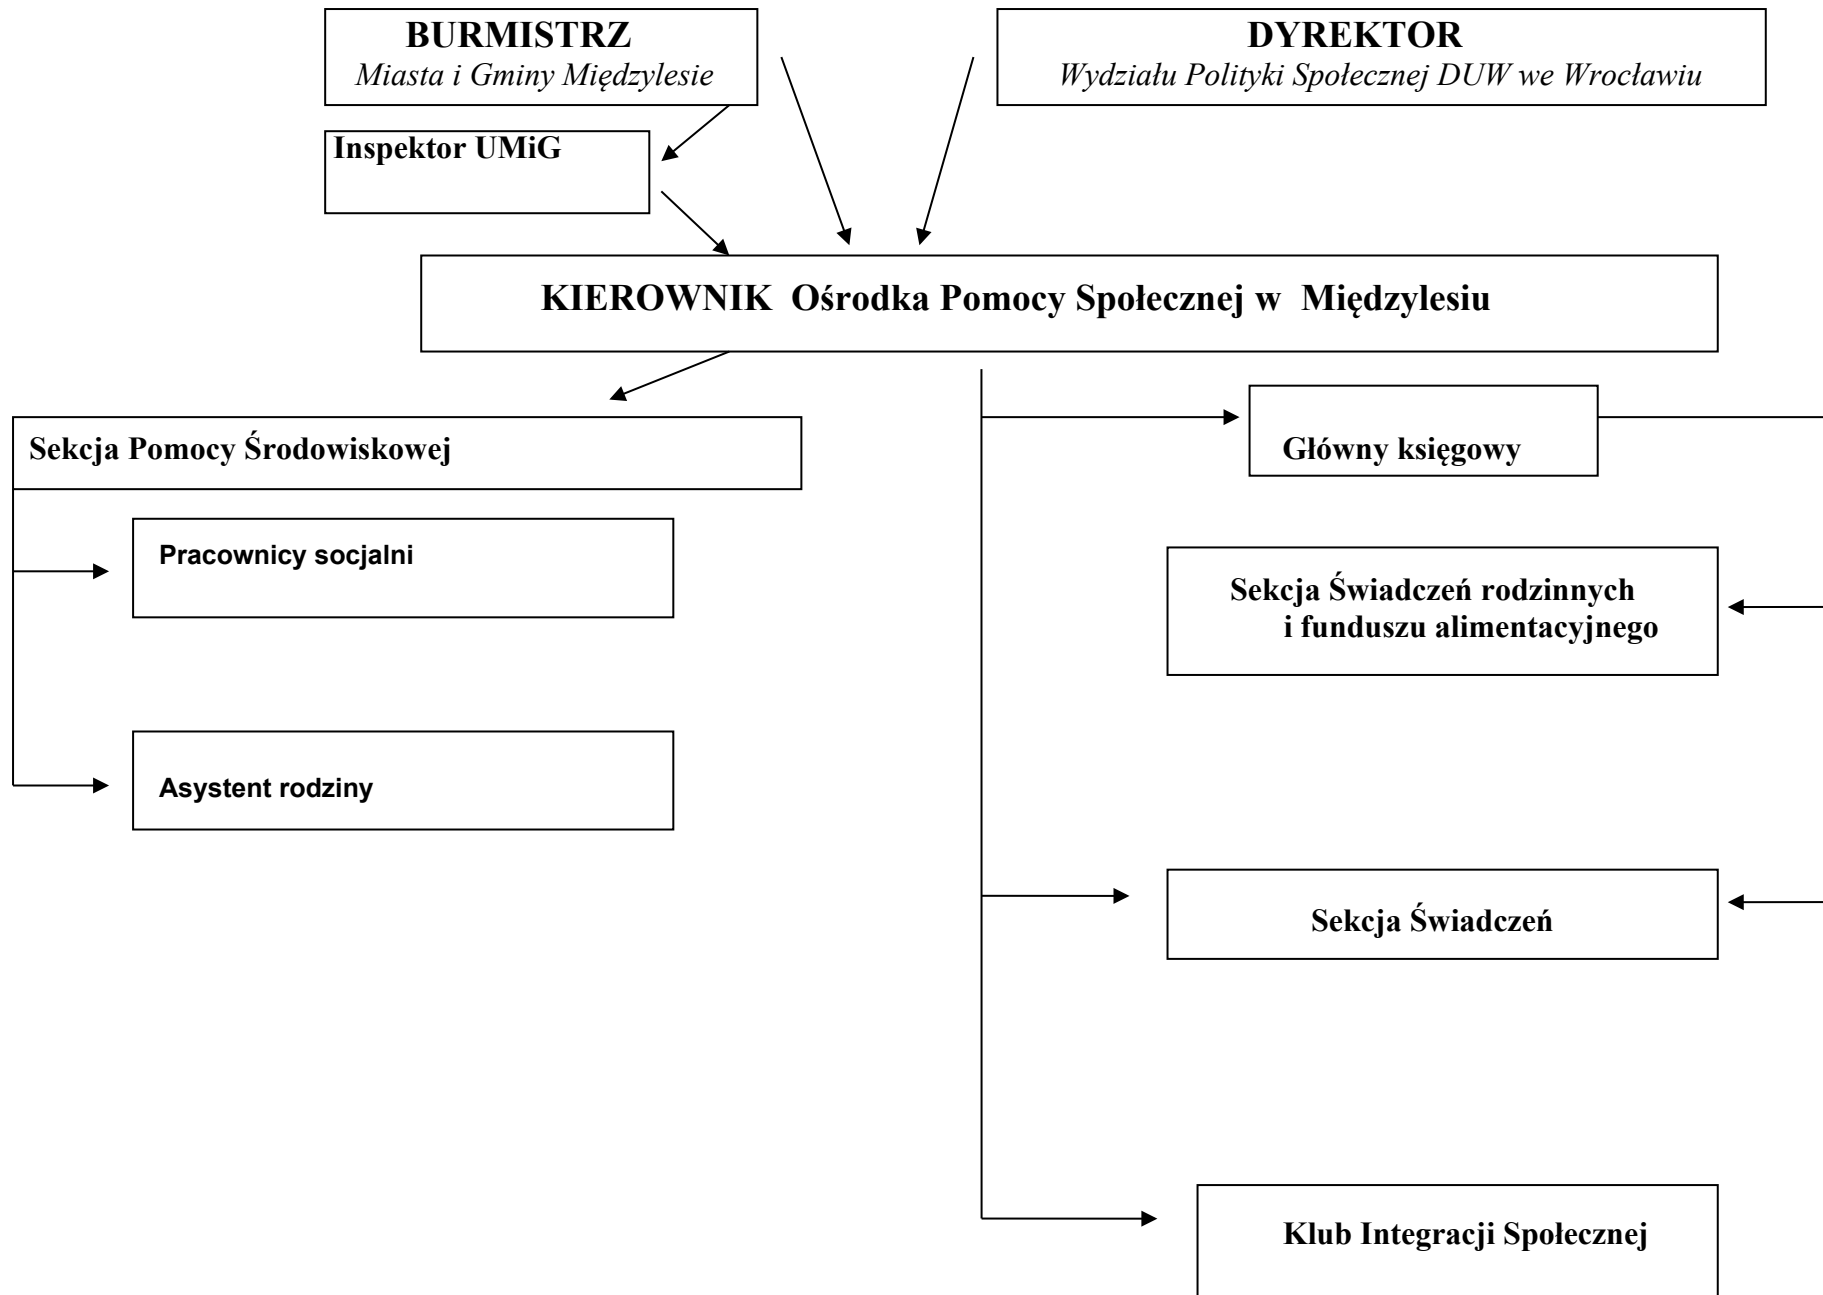 BURMISTRZ
Miasta i Gminy Międzylesie
DYREKTOR
Wydziału Polityki Społecznej DUW we Wrocławiu
Inspektor UMiG
KIEROWNIK Ośrodka Pomocy Społecznej w Międzylesiu
Sekcja Pomocy Środowiskowej
Główny księgowy
Pracownicy socjalni
Sekcja Świadczeń rodzinnych
i funduszu alimentacyjnego
Asystent rodziny
Sekcja Świadczeń
Klub Integracji Społecznej